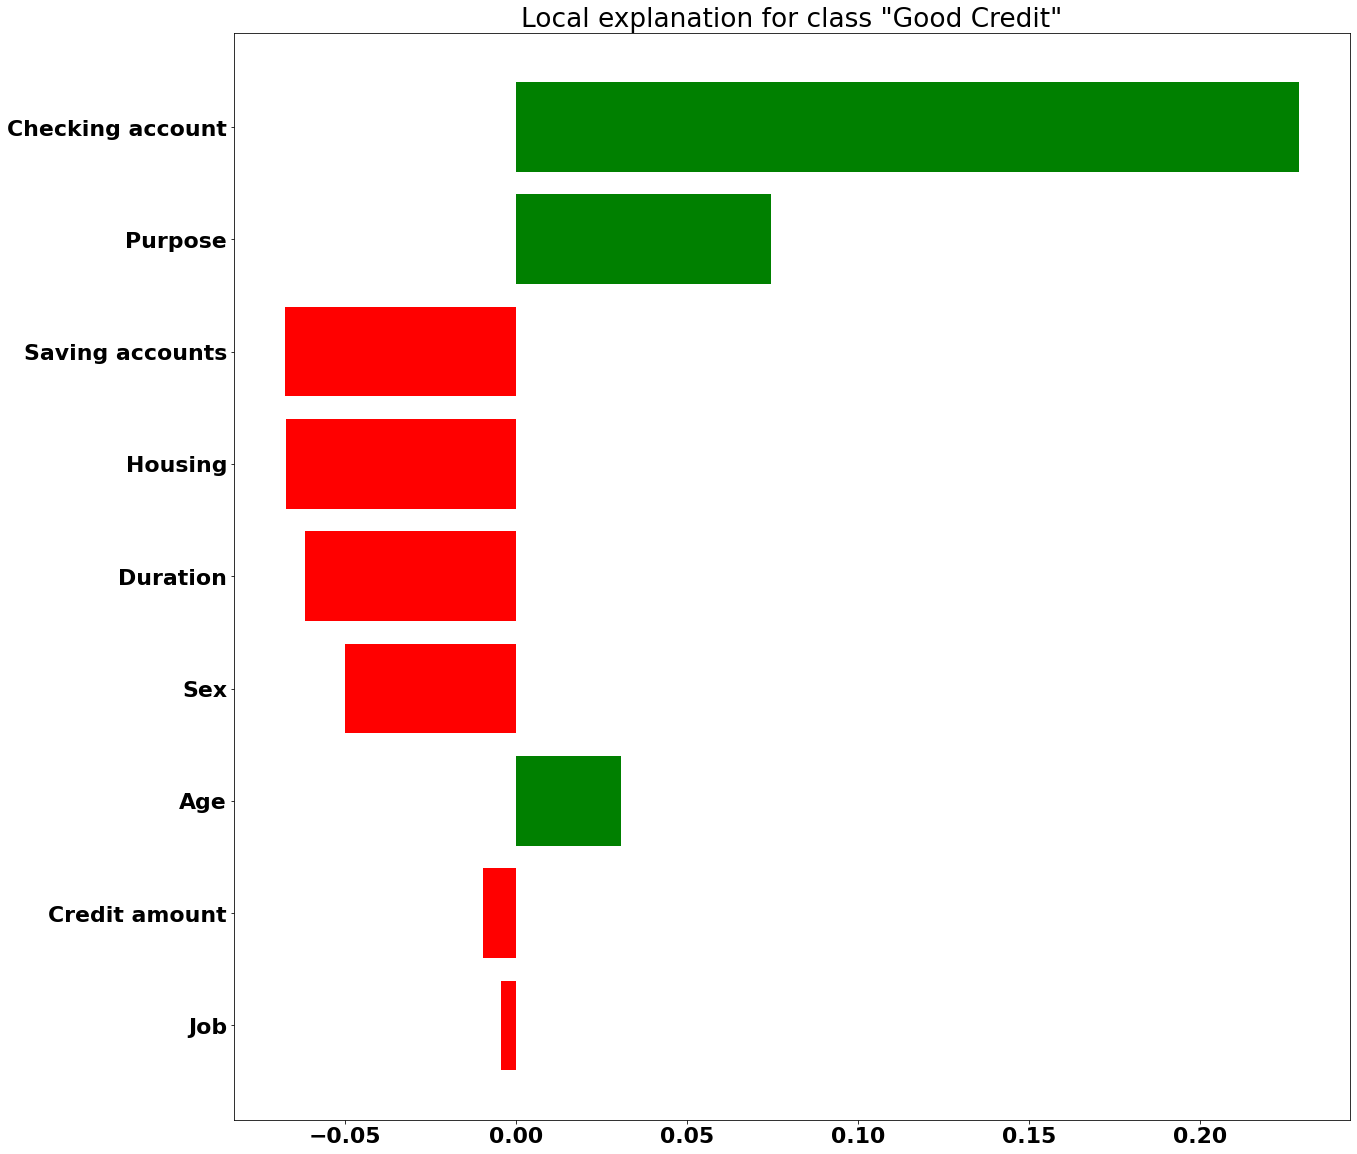 Local explanation for class "Good Credit"
Checking account
Purpose
Saving accounts
Housing
Duration
Sex
Age
Credit amount
Job
−0.05 0.00 0.05 0.10 0.15 0.20